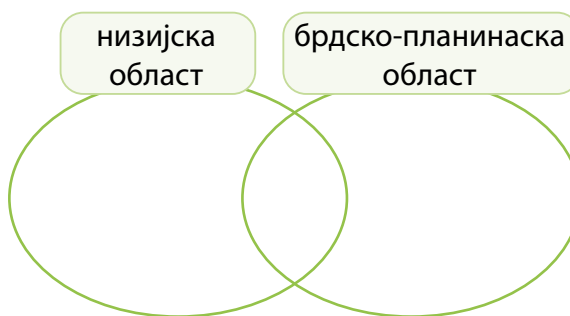 низијска
област
брдско-планинаска
област